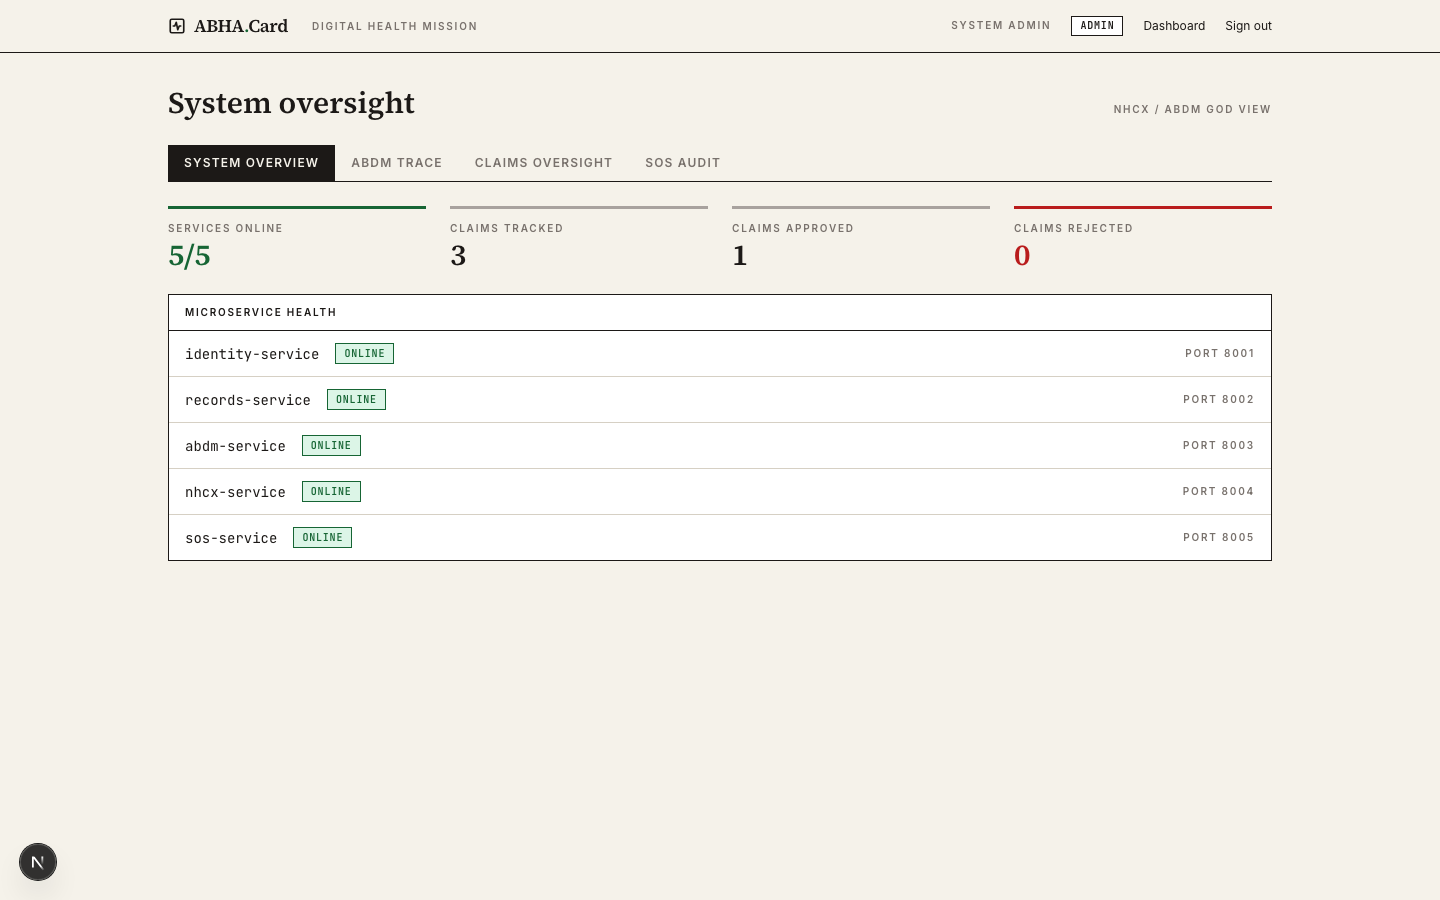 ABHA.Card DIGITAL HEALTH MISSION SYSTEM ADMIN ADMIN Dashboard Sign out
System oversight NHCX / ABDM GOD VIEW
SYSTEM OVERVIEW ABDM TRACE CLAIMS OVERSIGHT SOS AUDIT
SERVICES ONLINE CLAIMS TRACKED CLAIMS APPROVED CLAIMS REJECTED
5/5 3 1 0
MICROSERVICE HEALTH
identity-service ONLINE PORT 8001
records-service ONLINE PORT 8002
abdm-service ONLINE PORT 8003
nhcx-service ONLINE PORT 8004
sos-service ONLINE PORT 8005
N